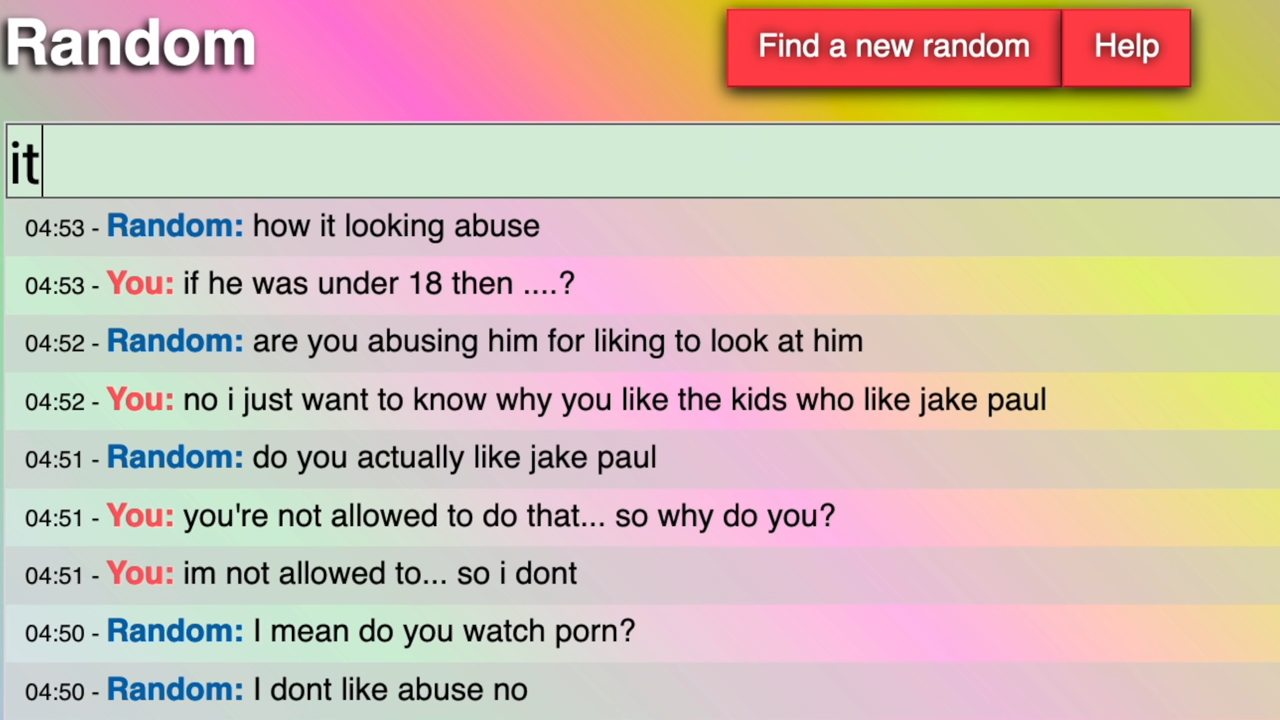 Random
Find a new random
Help
it
04:53 - Random: how it looking abuse
04:53 - You: if he was under 18 then ....?
04:52 - Random: are you abusing him for liking to look at him
04:52 - You: no i just want to know why you like the kids who like jake paul
04:51 - Random: do you actually like jake paul
04:51 - You: you're not allowed to do that... so why do you?
04:51 - You: im not allowed to... so i dont
04:50 - Random: I mean do you watch porn?
04:50 - Random: I dont like abuse no